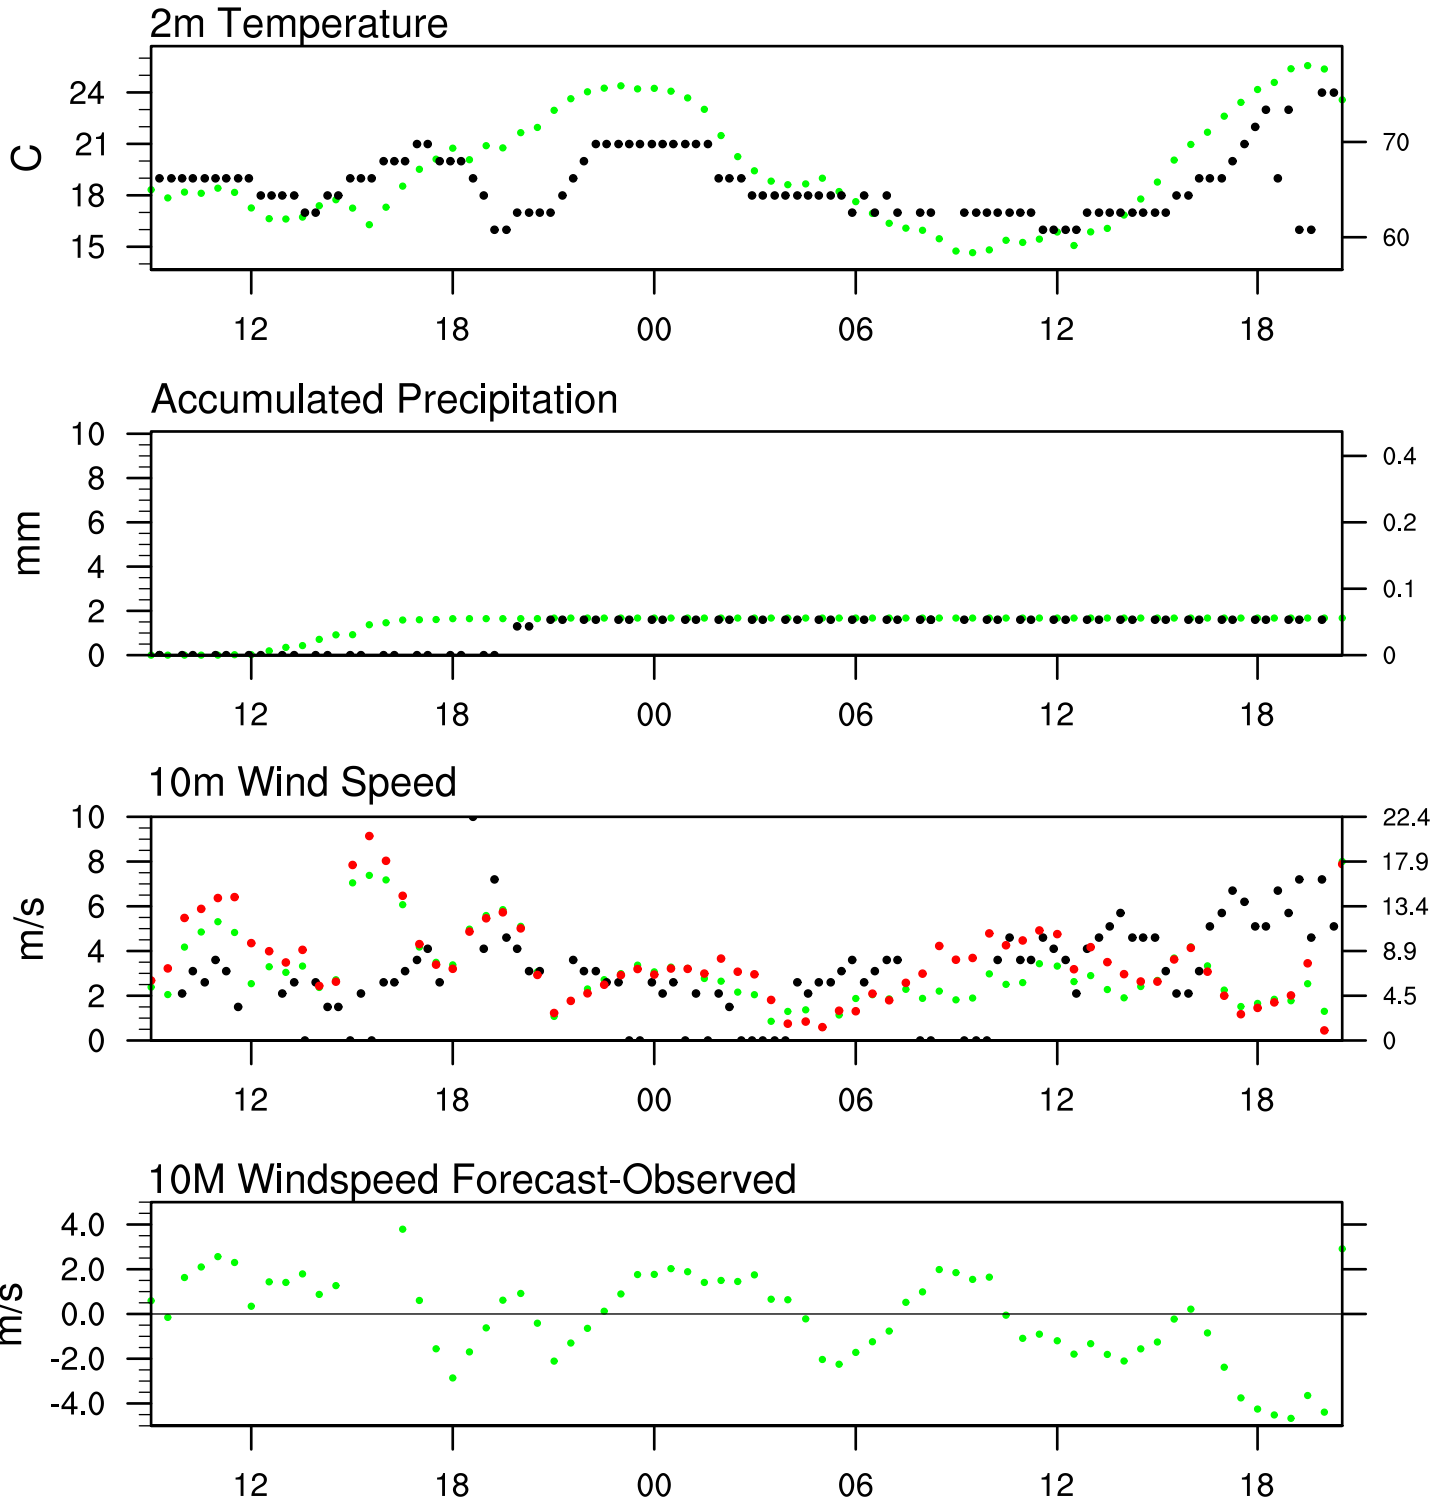 2m Temperature
C
24
21
18
15
70
60
12 18 00 06 12 18
Accumulated Precipitation
mm
10
8
6
4
2
0
0.4
0.2
0.1
0
12 18 00 06 12 18
10m Wind Speed
m/s
10
8
6
4
2
0
22.4
17.9
13.4
8.9
4.5
0
12 18 00 06 12 18
10M Windspeed Forecast-Observed
m/s
4.0
2.0
0.0
-2.0
-4.0
12 18 00 06 12 18